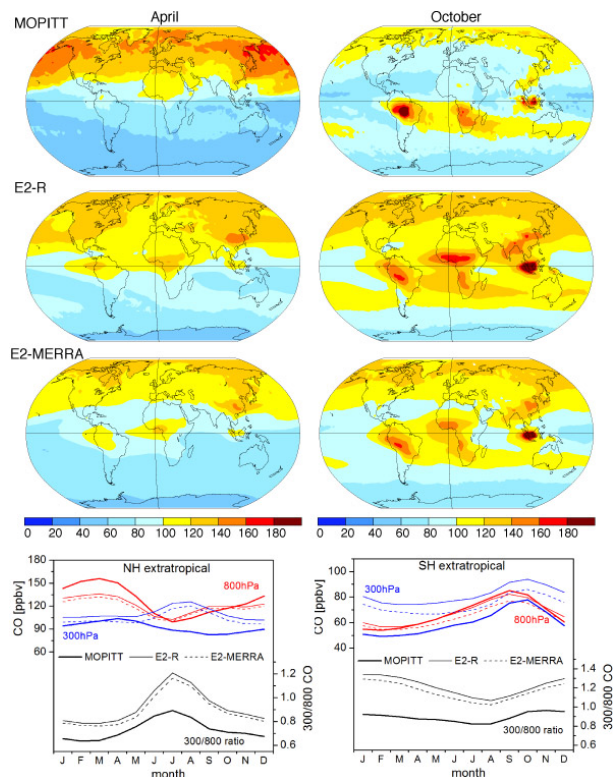 April October
MOPITT
E2-R
E2-MERRA
0 20 40 60 80 100 120 140 160 180 0 20 40 60 80 100 120 140 160 180
180
150
120
90
60
CO [ppbv]
NH extratropical
800hPa
300hPa
MOPITT E2-R E2-MERRA
1.2
1.0
0.8
0.6
300/800 CO
300/800 ratio
J F M A M J J A S O N D
month
100
80
60
40
CO [ppbv]
SH extratropical
300hPa
800hPa
MOPITT E2-R E2-MERRA
1.4
1.2
1.0
0.8
0.6
300/800 CO
300/800 ratio
J F M A M J J A S O N D
month